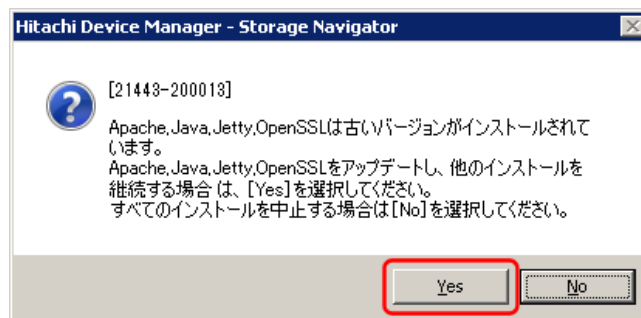 Hitachi Device Manager - Storage Navigator
[21443-200013]
Apache,Java,Jetty,OpenSSLは古いバージョンがインストールされて
います。
Apache,Java,Jetty,OpenSSLをアップデートし、他のインストールを
継続する場合は、[Yes]を選択してください。
すべてのインストールを中止する場合は[No]を選択してください。
Yes
No